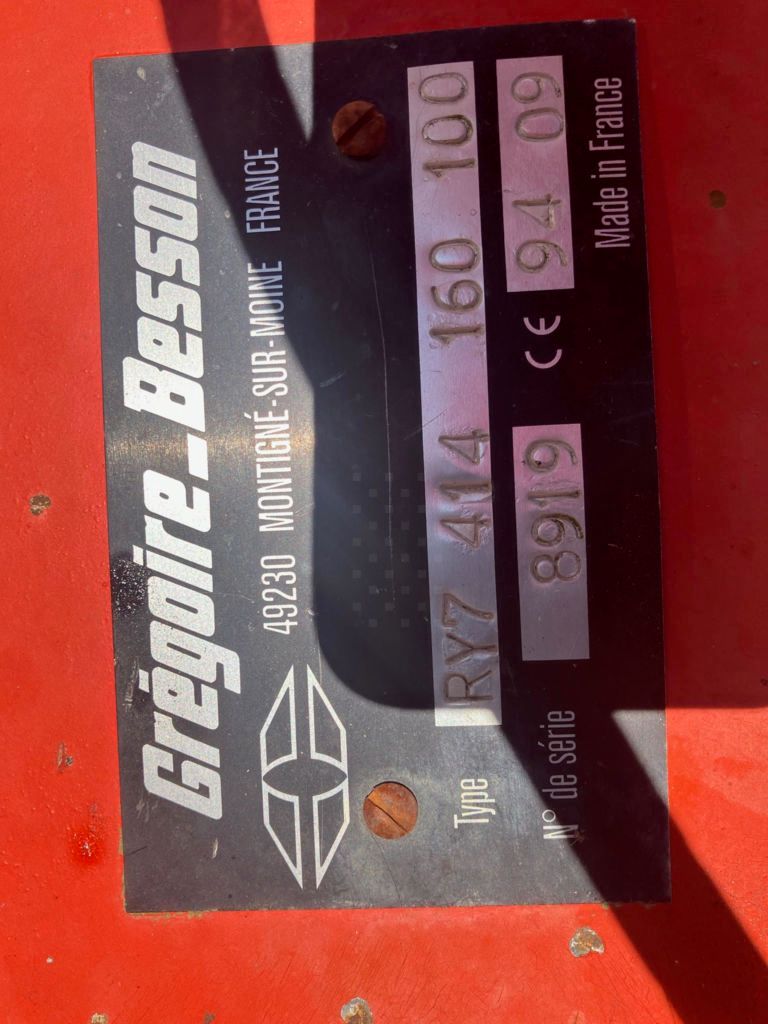 Grégoire_Besson
49230 MONTIGNÉ-SUR-MOINE FRANCE
Type RY7 414 160 100
N° de série 8919 CE 94 09
Made in France